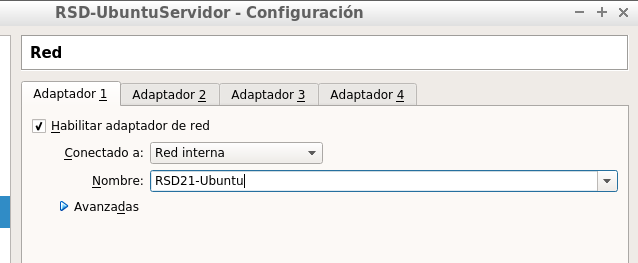 RSD-UbuntuServidor - Configuración
Red
Adaptador 1 Adaptador 2 Adaptador 3 Adaptador 4
Habilitar adaptador de red
Conectado a: Red interna
Nombre: RSD21-Ubuntu
Avanzadas